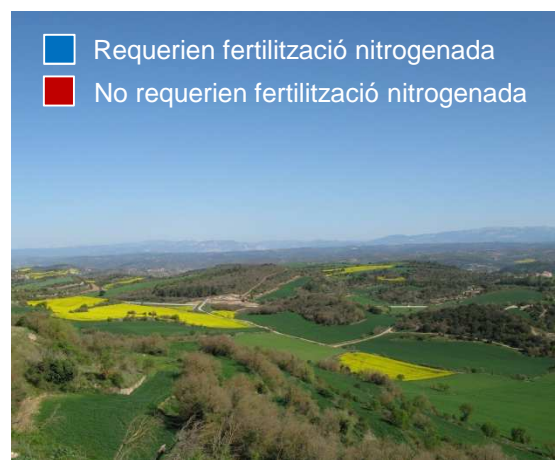 Requerien fertilització nitrogenada
No requerien fertilització nitrogenada